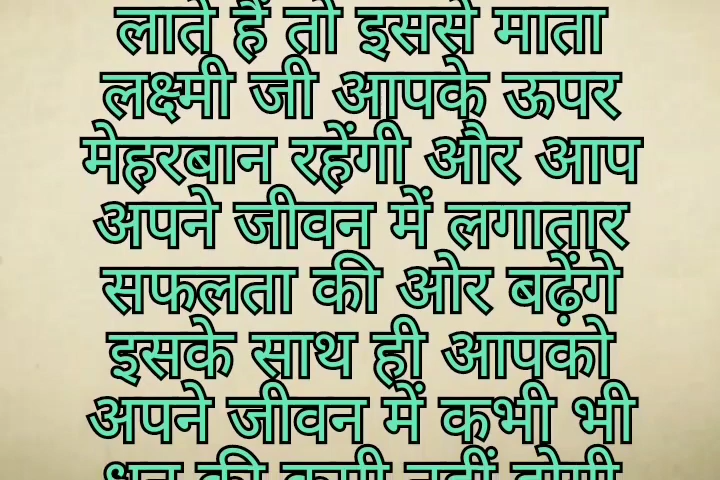 लाते हैं तो इससे माता
लक्ष्मी जी आपके ऊपर
मेहरबान रहेंगी और आप
अपने जीवन में लगातार
सफलता की ओर बढ़ेंगे
इसके साथ ही आपको
अपने जीवन में कभी भी
धन की कमी नहीं होगी